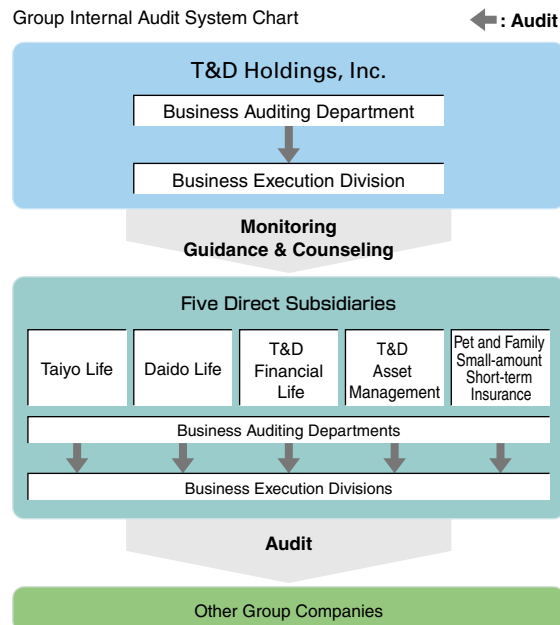 Group Internal Audit System Chart
: Audit
T&D Holdings, Inc.
Business Auditing Department
Business Execution Division
Monitoring
Guidance & Counseling
Five Direct Subsidiaries
Taiyo Life
Daido Life
T&D
Financial
Life
T&D
Asset
Management
Pet and Family
Small-amount
Short-term
Insurance
Business Auditing Departments
Business Execution Divisions
Audit
Other Group Companies